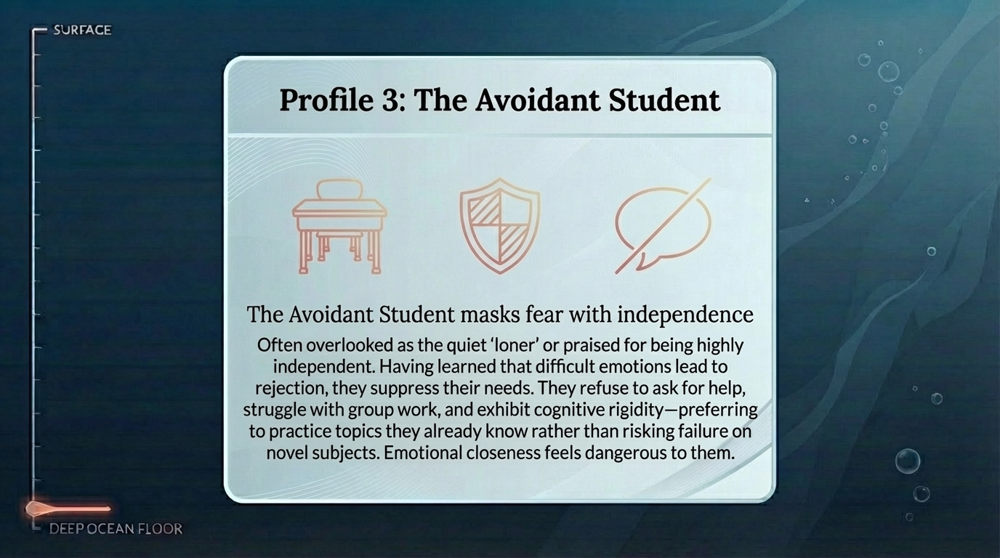 SURFACE
Profile 3: The Avoidant Student
The Avoidant Student masks fear with independence
Often overlooked as the quiet ‘loner’ or praised for being highly
independent. Having learned that difficult emotions lead to
rejection, they suppress their needs. They refuse to ask for help,
struggle with group work, and exhibit cognitive rigidity—preferring
to practice topics they already know rather than risking failure on
novel subjects. Emotional closeness feels dangerous to them.
DEEP OCEAN FLOOR